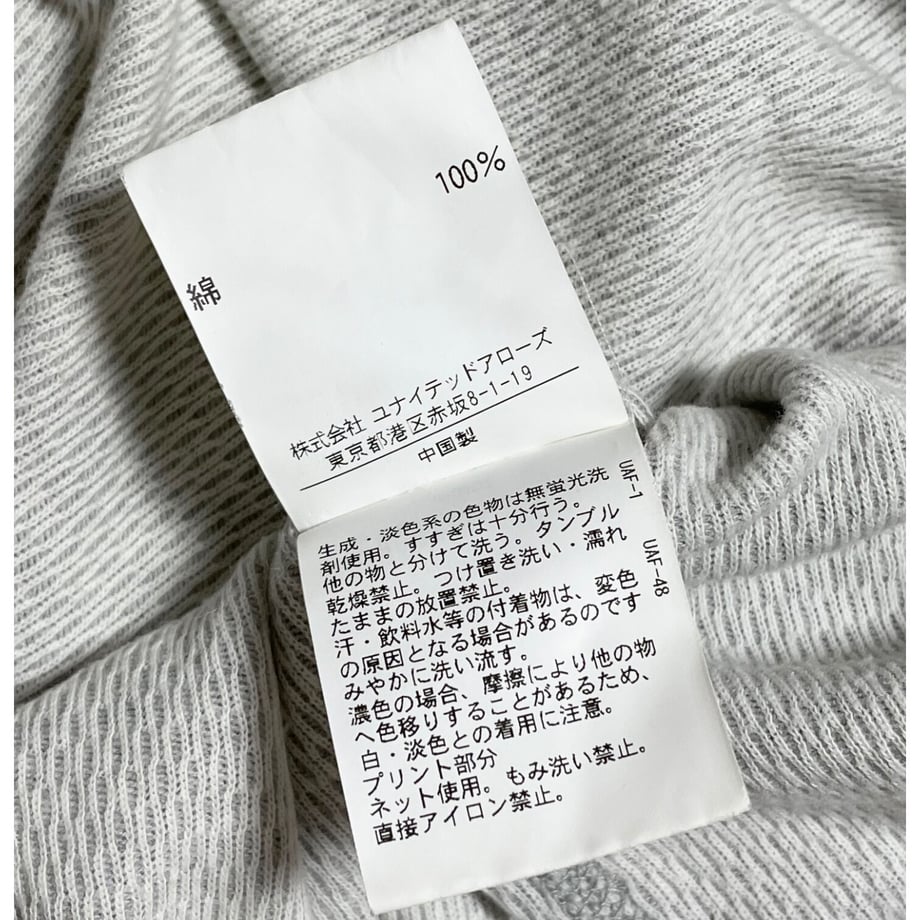 綿
100%
株式会社 ユナイテッドアローズ
東京都港区赤坂8-1-19
中国製
UAF-1
UAF-48
生成・淡色系の色物は無蛍光洗
剤使用。すすぎは十分行う。
他の物と分けて洗う。タンブル
乾燥禁止。つけ置き洗い・濡れ
たままの放置禁止。
汗・飲料水等の付着物は、変色
の原因となる場合があるのです
みやかに洗い流す。
濃色の場合、摩擦により他の物
へ色移りすることがあるため、
白・淡色との着用に注意。
プリント部分
ネット使用。もみ洗い禁止。
直接アイロン禁止。